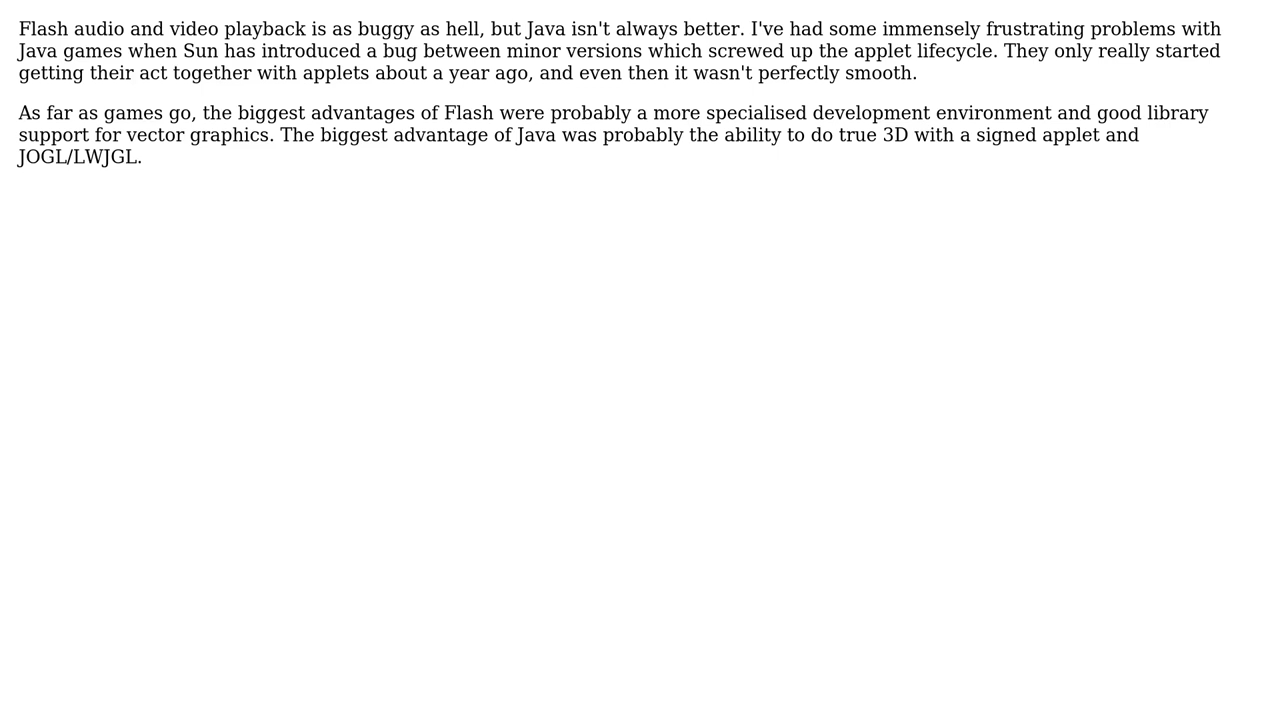 Flash audio and video playback is as buggy as hell, but Java isn't always better. I've had some immensely frustrating problems with
Java games when Sun has introduced a bug between minor versions which screwed up the applet lifecycle. They only really started
getting their act together with applets about a year ago, and even then it wasn't perfectly smooth.
As far as games go, the biggest advantages of Flash were probably a more specialised development environment and good library
support for vector graphics. The biggest advantage of Java was probably the ability to do true 3D with a signed applet and
JOGL/LWJGL.